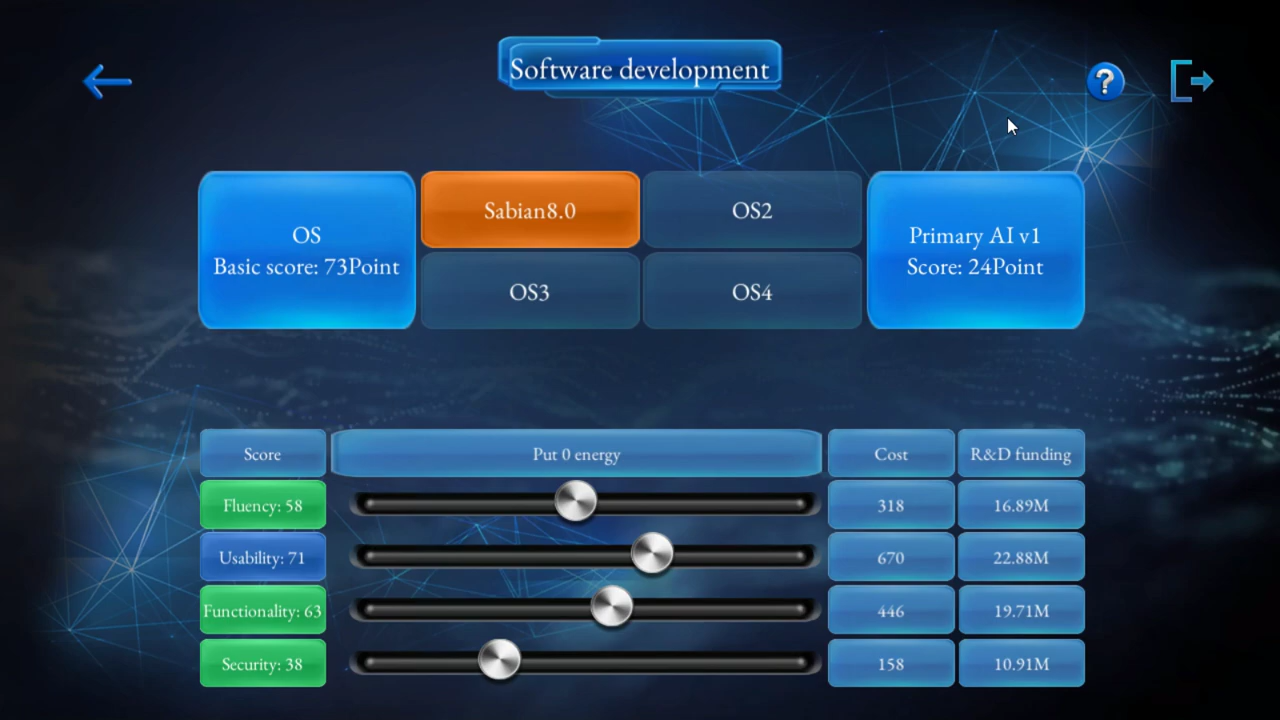 Software development
?
OS
Basic score: 73Point
Sabian8.0
OS2
OS3
OS4
Primary AI v1
Score: 24Point
Score
Put 0 energy
Cost
R&D funding
Fluency: 58
318
16.89M
Usability: 71
670
22.88M
Functionality: 63
446
19.71M
Security: 38
158
10.91M